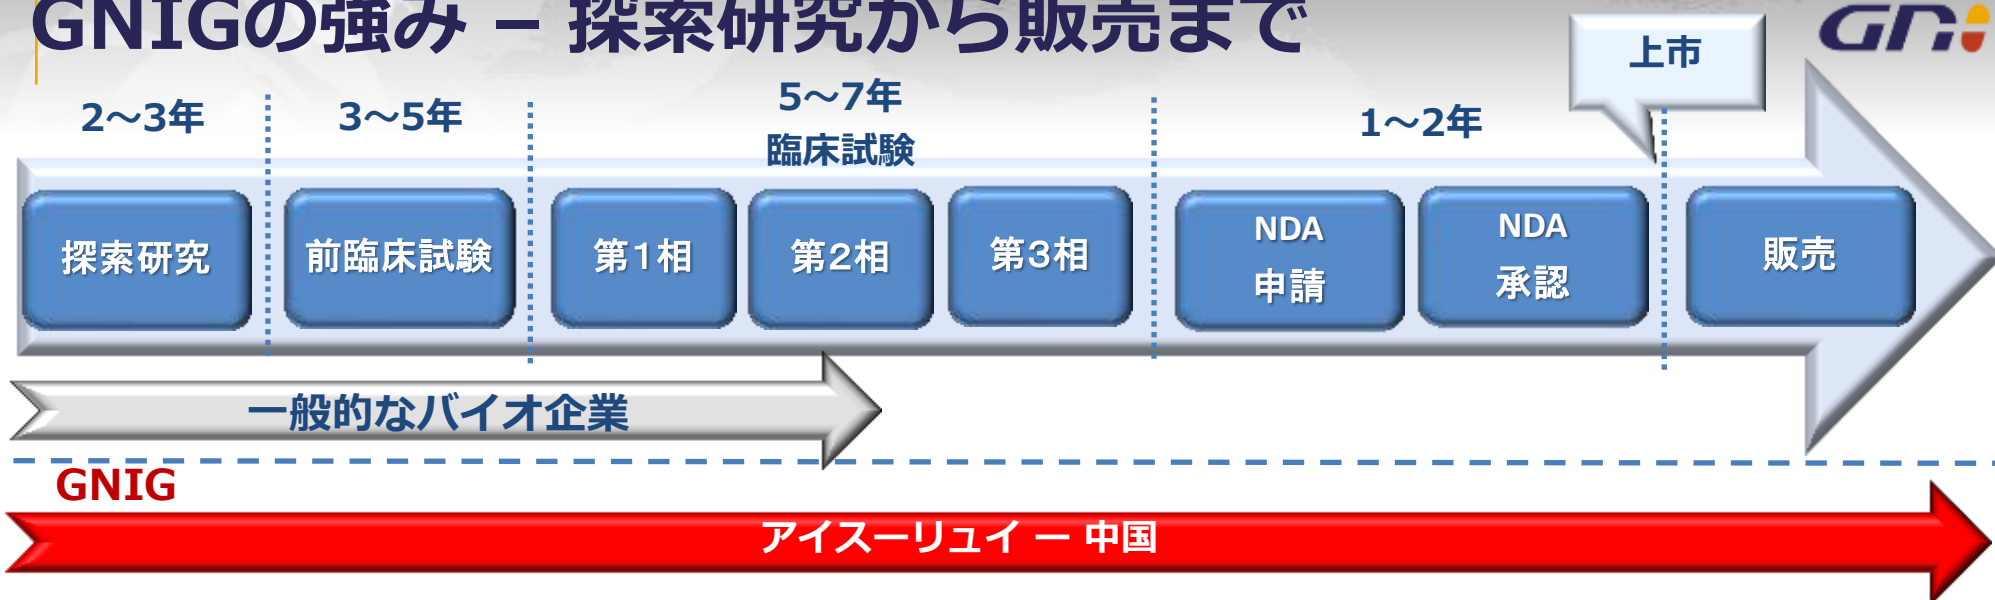 GNIGの強み – 探索研究から販売まで
GNI
上市
2～3年
3～5年
5～7年
臨床試験
1～2年
探索研究
前臨床試験
第1相
第2相
第3相
NDA
申請
NDA
承認
販売
一般的なバイオ企業
GNIG
アイスーリュイ ー 中国